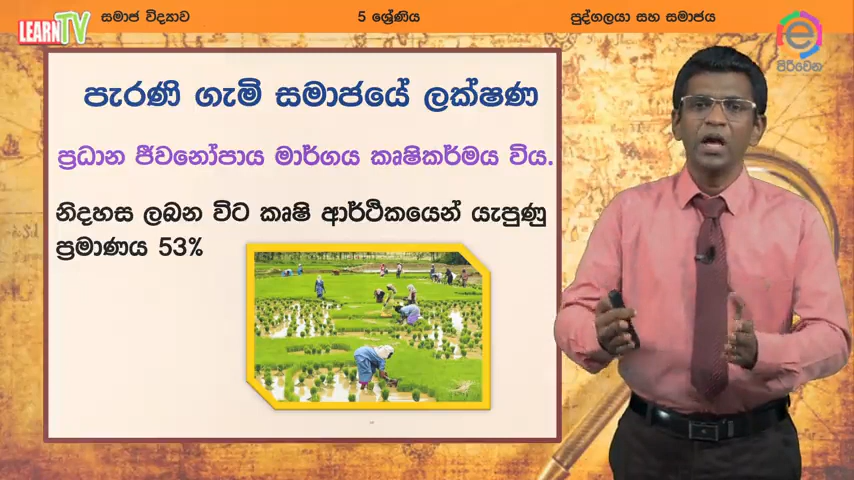 LEARN TV
සමාජ විද්‍යාව
5 ශ්‍රේණිය
පුද්ගලයා සහ සමාජය
e
පිරිවෙන
පැරණි ගැමි සමාජයේ ලක්ෂණ
ප්‍රධාන ජීවනෝපාය මාර්ගය කෘෂිකර්මය විය.
නිදහස ලබන විට කෘෂි ආර්ථිකයෙන් යැපුණු
ප්‍රමාණය 53%